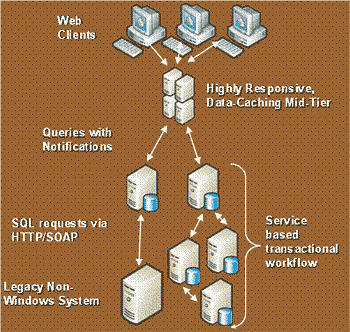 Web
Clients
Highly Responsive,
Data-Caching Mid-Tier
Queries with
Notifications
SQL requests via
HTTP/SOAP
Service
based
transactional
workflow
Legacy Non-
Windows System